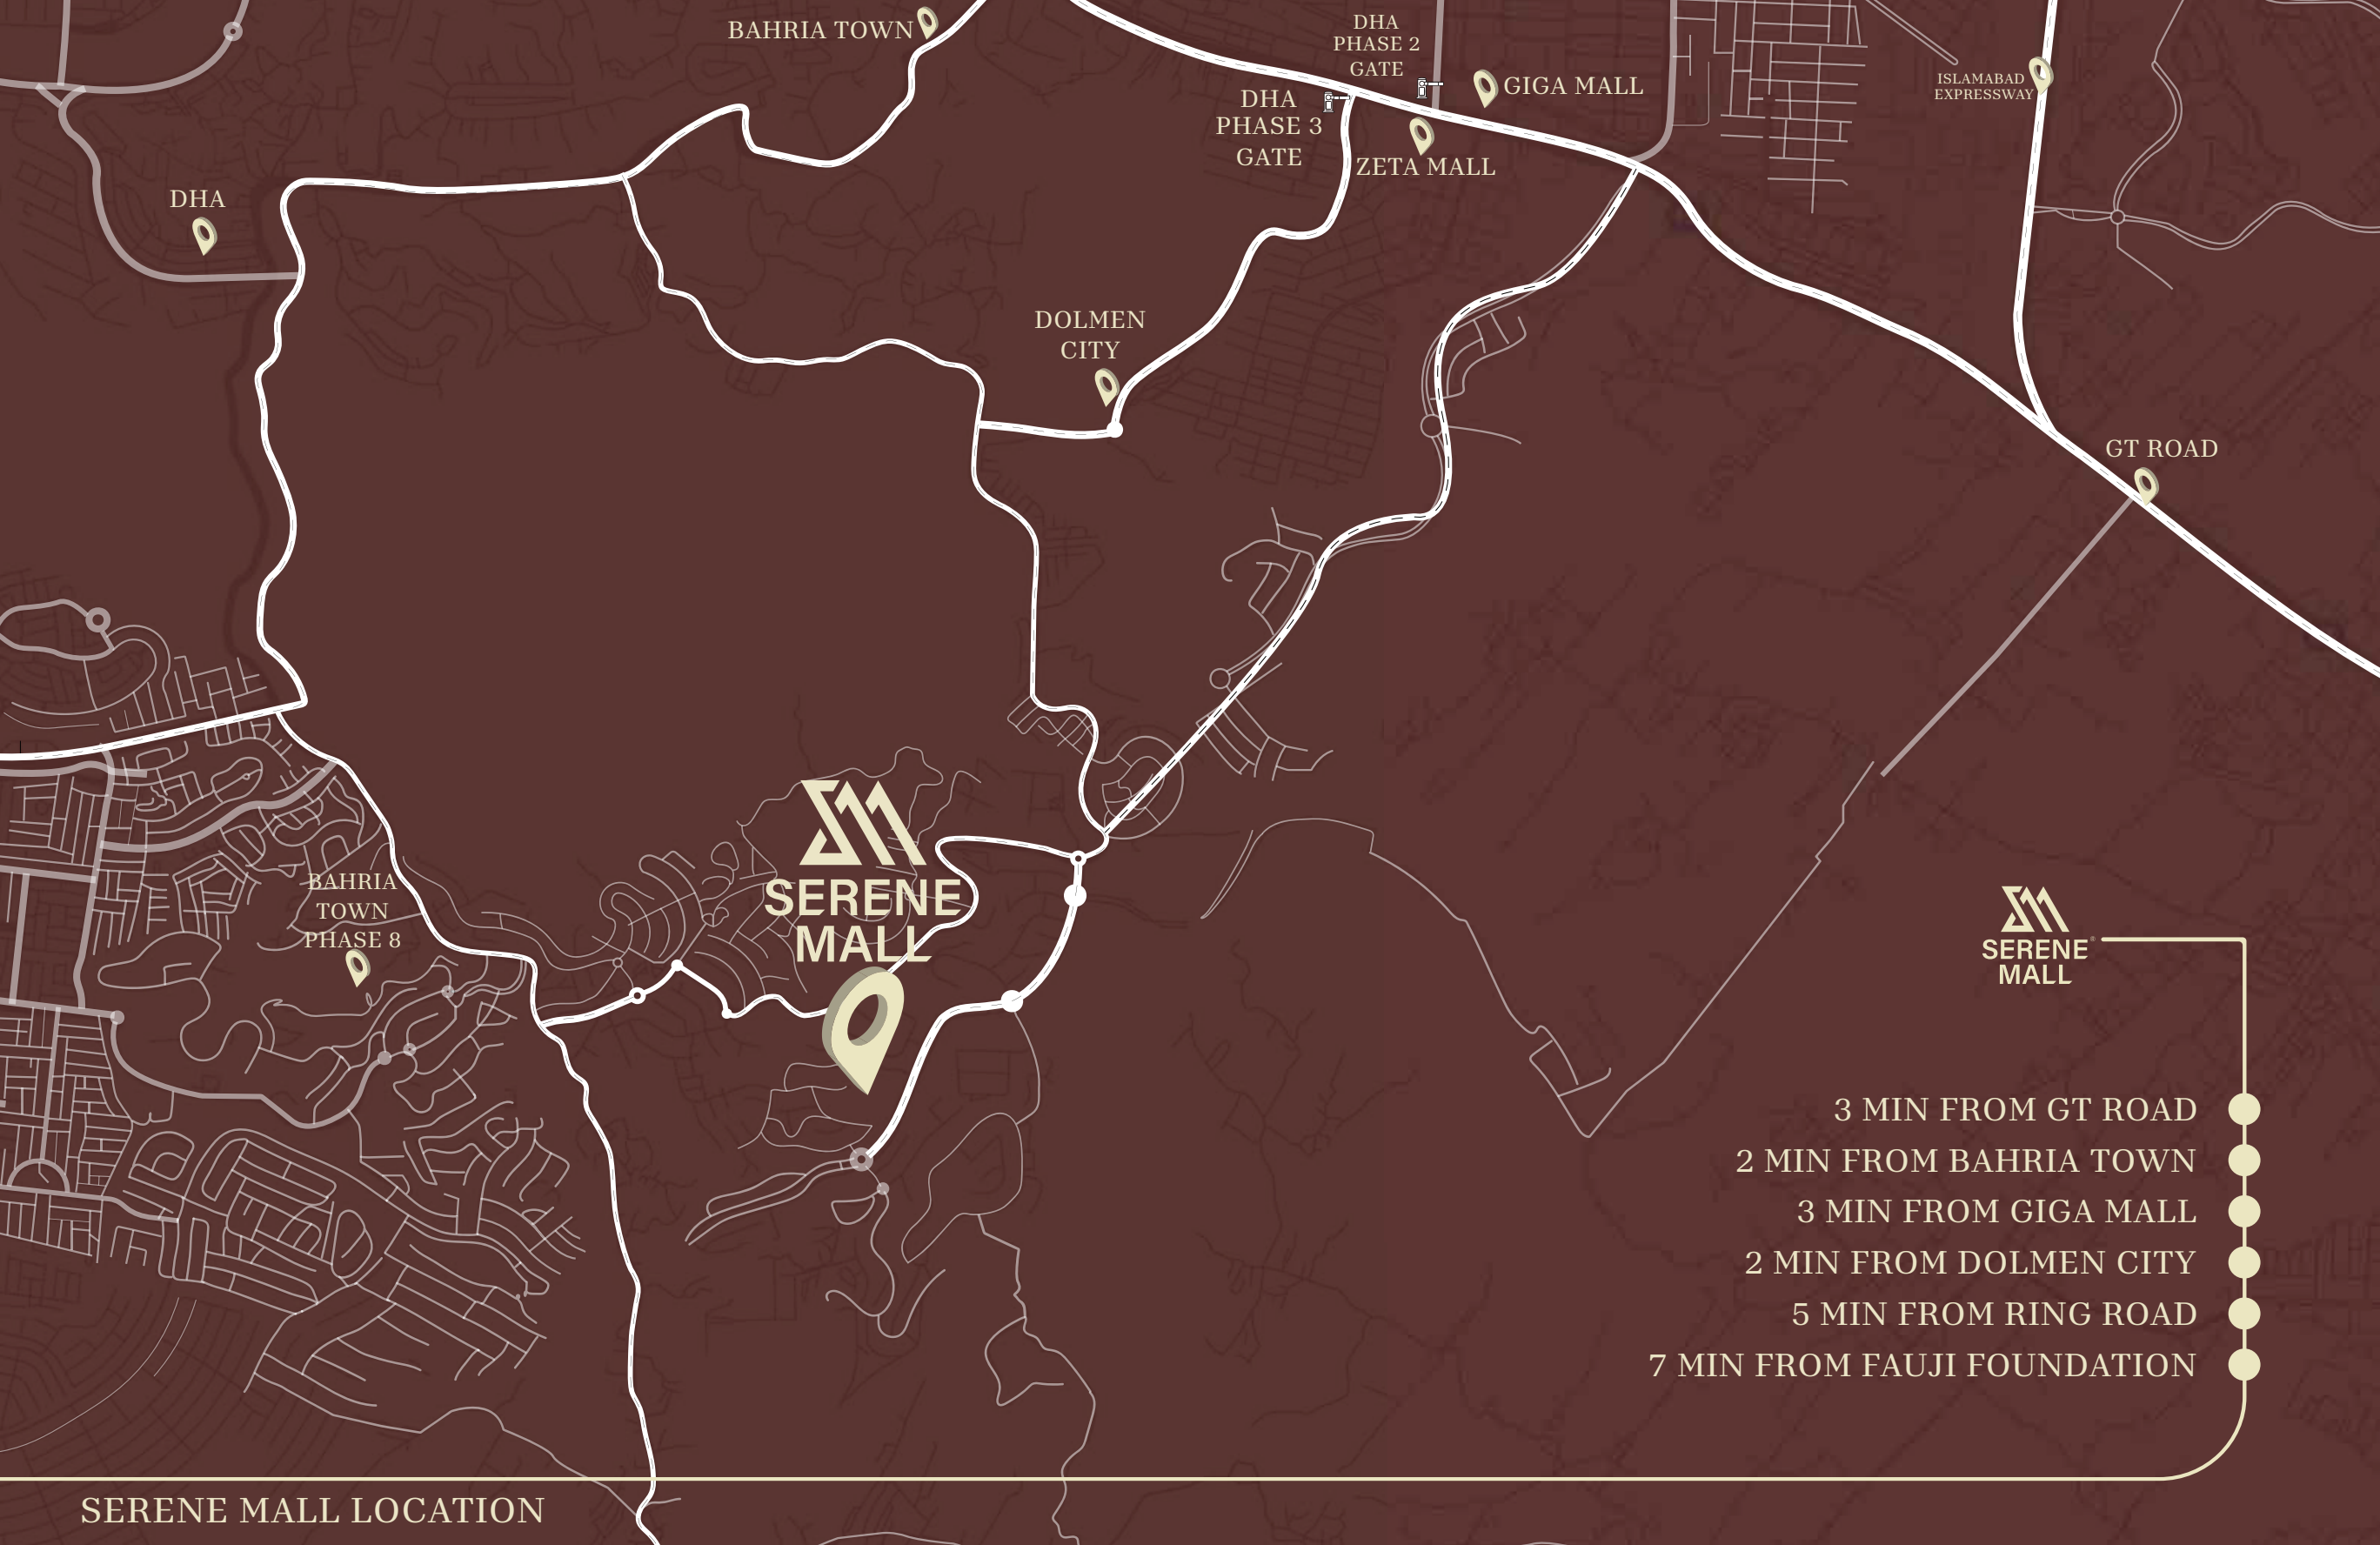 BAHRIA TOWN
DHA
PHASE 2
GATE
GIGA MALL
ISLAMABAD
EXPRESSWAY
DHA
PHASE 3
GATE
ZETA MALL
DHA
DOLMEN
CITY
GT ROAD
SERENE
MALL
BAHRIA
TOWN
PHASE 8
SERENE
MALL
3 MIN FROM GT ROAD
2 MIN FROM BAHRIA TOWN
3 MIN FROM GIGA MALL
2 MIN FROM DOLMEN CITY
5 MIN FROM RING ROAD
7 MIN FROM FAUJI FOUNDATION
SERENE MALL LOCATION